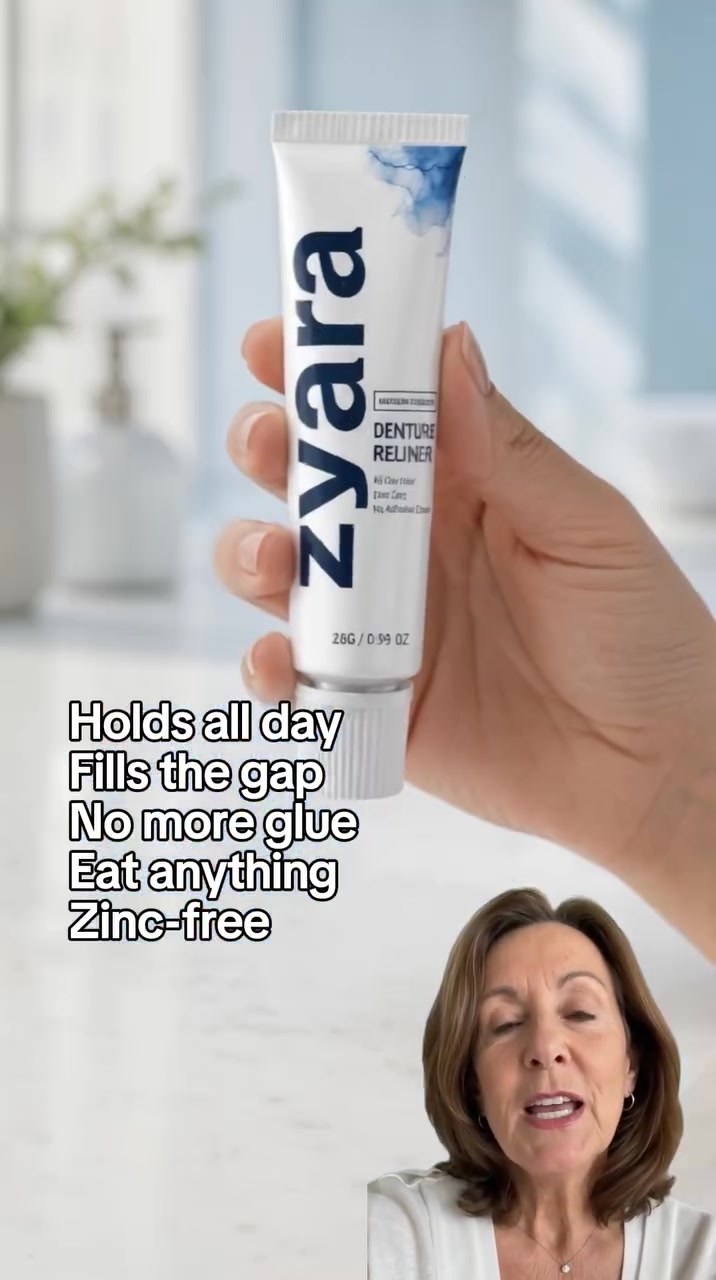 zyara
DENTURE
RELINER
28G / 0.99 OZ
Holds all day
Fills the gap
No more glue
Eat anything
Zinc-free